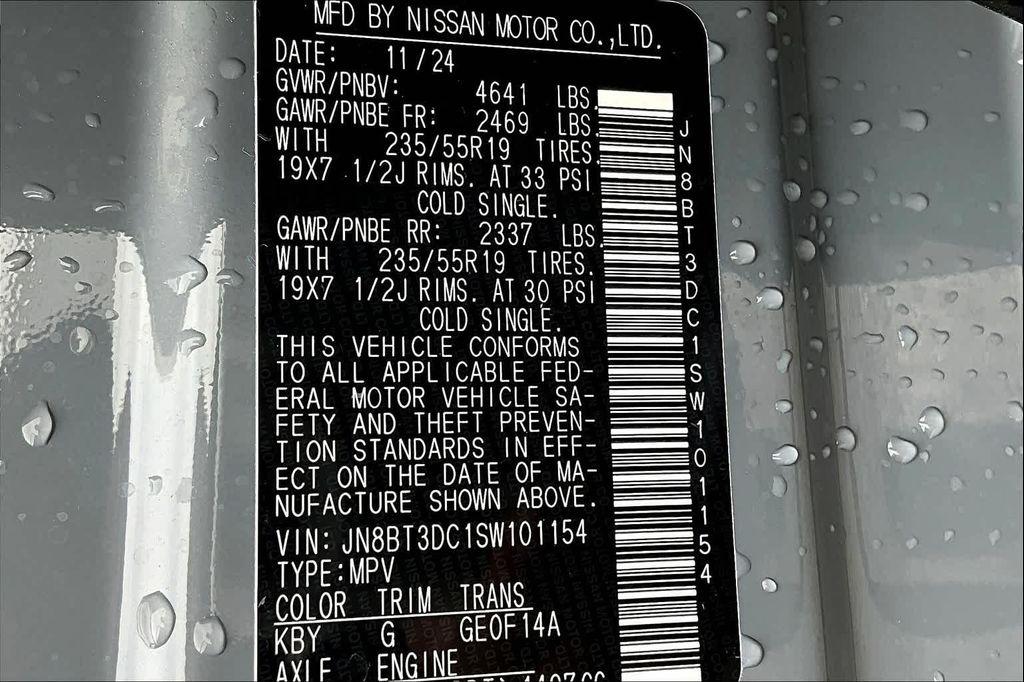 MFD BY NISSAN MOTOR CO.,LTD.
DATE: 11/24
GVWR/PNBV: 4641 LBS.
GAWR/PNBE FR: 2469 LBS.
WITH 235/55R19 TIRES.
19X7 1/2J RIMS. AT 33 PSI
COLD SINGLE.
GAWR/PNBE RR: 2337 LBS.
WITH 235/55R19 TIRES.
19X7 1/2J RIMS. AT 30 PSI
COLD SINGLE.
THIS VEHICLE CONFORMS
TO ALL APPLICABLE FED-
ERAL MOTOR VEHICLE SA-
FETY AND THEFT PREVEN-
TION STANDARDS IN EFF-
ECT ON THE DATE OF MA-
NUFACTURE SHOWN ABOVE.
VIN: JN8BT3DC1SW101154
TYPE:MPV
COLOR TRIM TRANS
KBY G GE0F14A
AXLE ENGINE
JN8BT3DC1SW101154